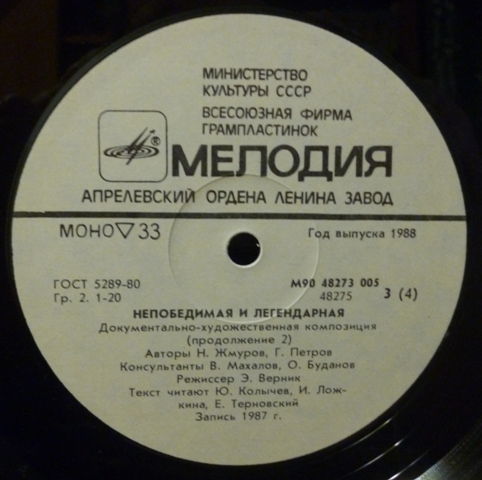 МИНИСТЕРСТВО
КУЛЬТУРЫ СССР
ВСЕСОЮЗНАЯ ФИРМА
ГРАМПЛАСТИНОК
МЕЛОДИЯ
АПРЕЛЕВСКИЙ ОРДЕНА ЛЕНИНА ЗАВОД
МОНО▽33
Год выпуска 1988
ГОСТ 5289-80
М90 48273 005
Гр. 2. 1-20
48275
3 (4)
НЕПОБЕДИМАЯ И ЛЕГЕНДАРНАЯ
Документально-художественная композиция
(продолжение 2)
Авторы Н. Жмуров, Г. Петров
Консультанты В. Махалов, О. Буданов
Режиссер Э. Верник
Текст читают Ю. Колычев, И. Лож-
кина, Е. Терновский
Запись 1987 г.